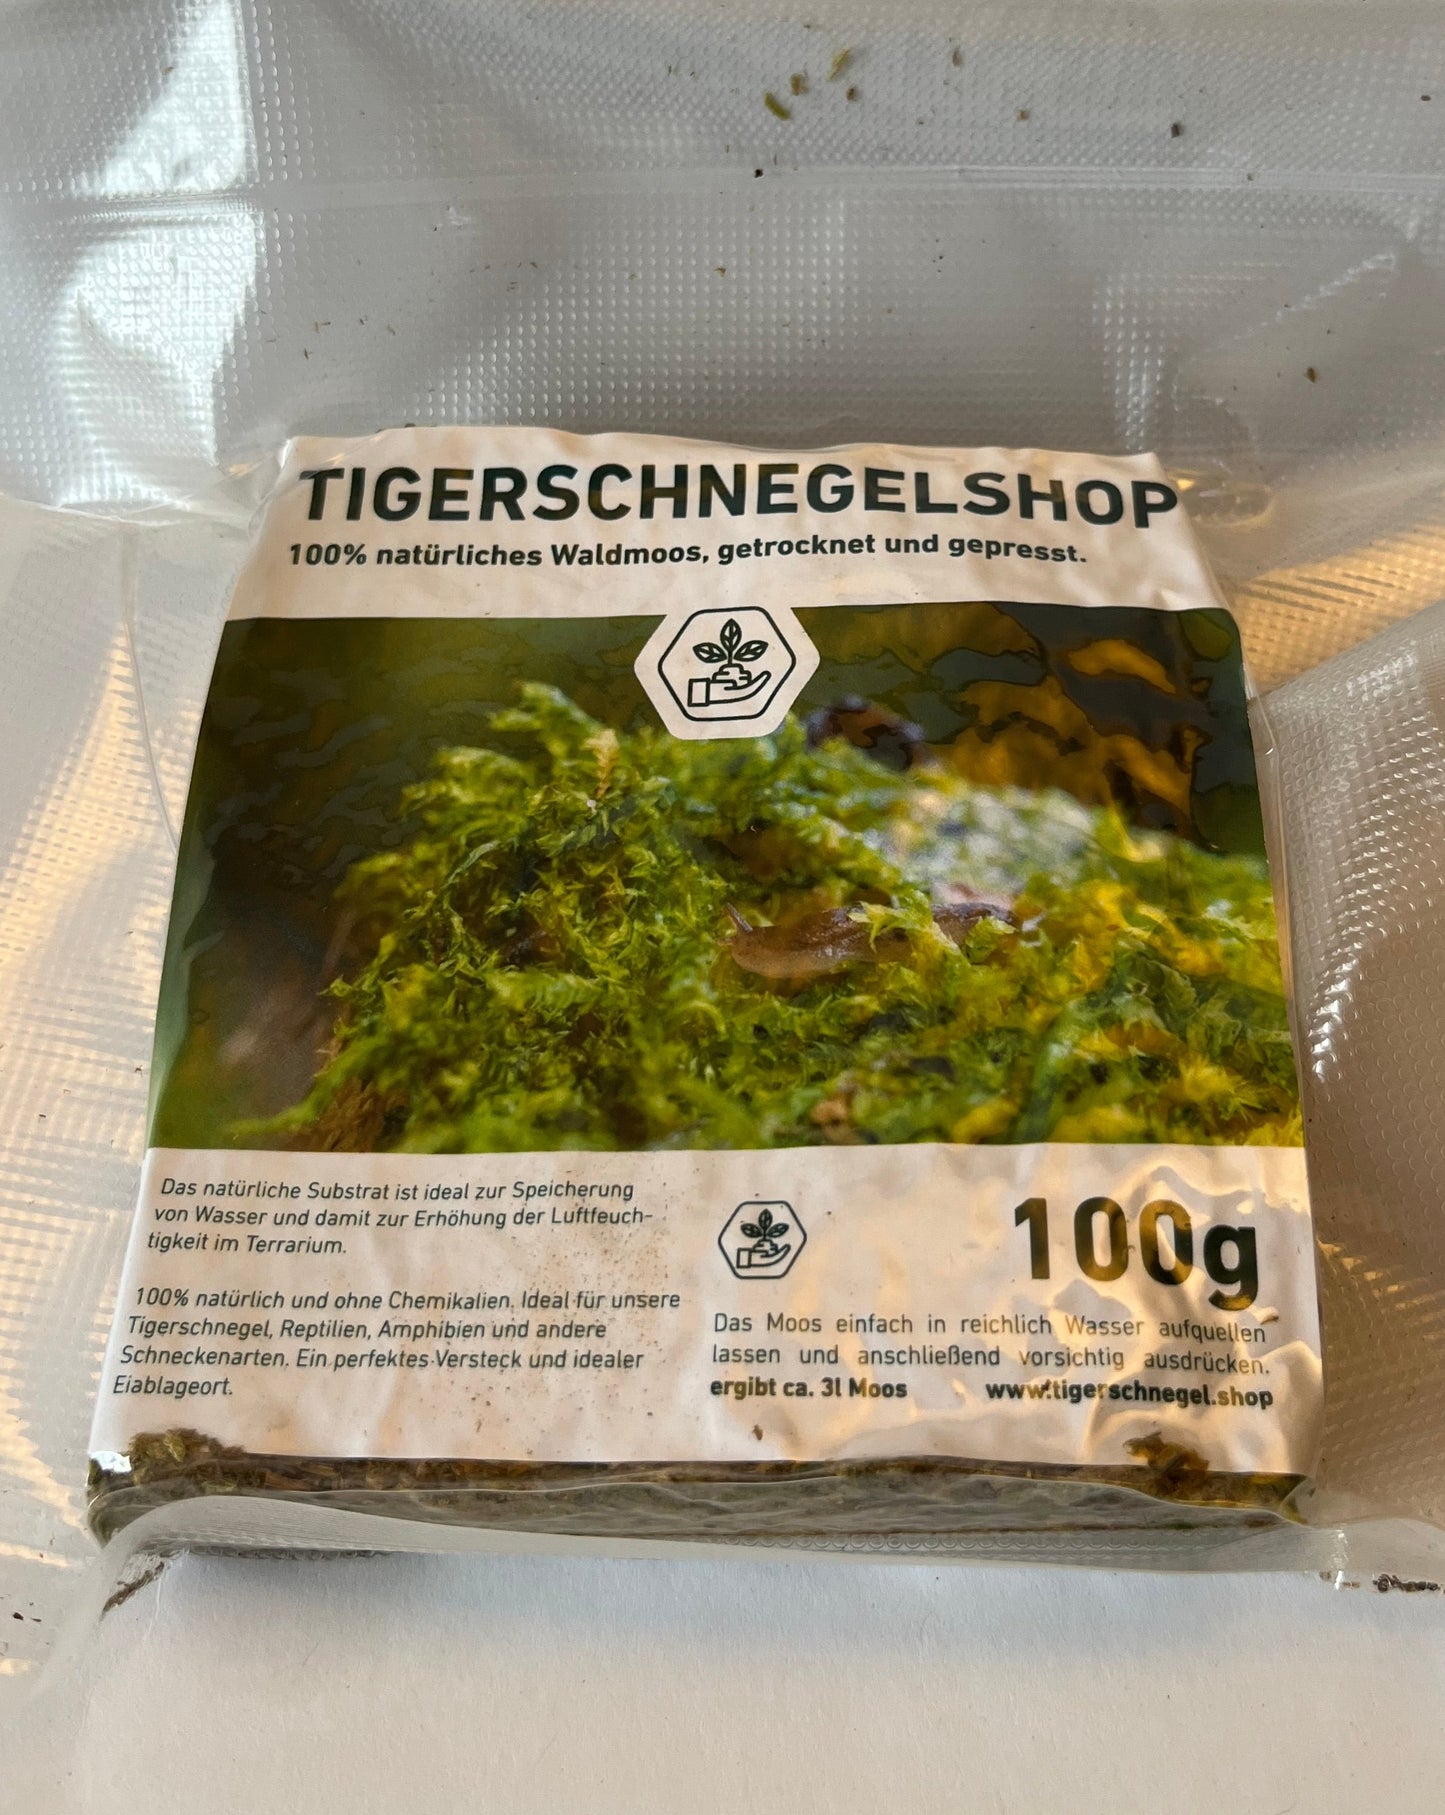 TIGERSCHNEGELSHOP
100% natürliches Waldmoos, getrocknet und gepresst.
Das natürliche Substrat ist ideal zur Speicherung
von Wasser und damit zur Erhöhung der Luftfeuch-
tigkeit im Terrarium.
100% natürlich und ohne Chemikalien. Ideal für unsere
Tigerschnegel, Reptilien, Amphibien und andere
Schneckenarten. Ein perfektes Versteck und idealer
Eiablageort.
100g
Das Moos einfach in reichlich Wasser aufquellen
lassen und anschließend vorsichtig ausdrücken.
ergibt ca. 3l Moos www.tigerschnegel.shop